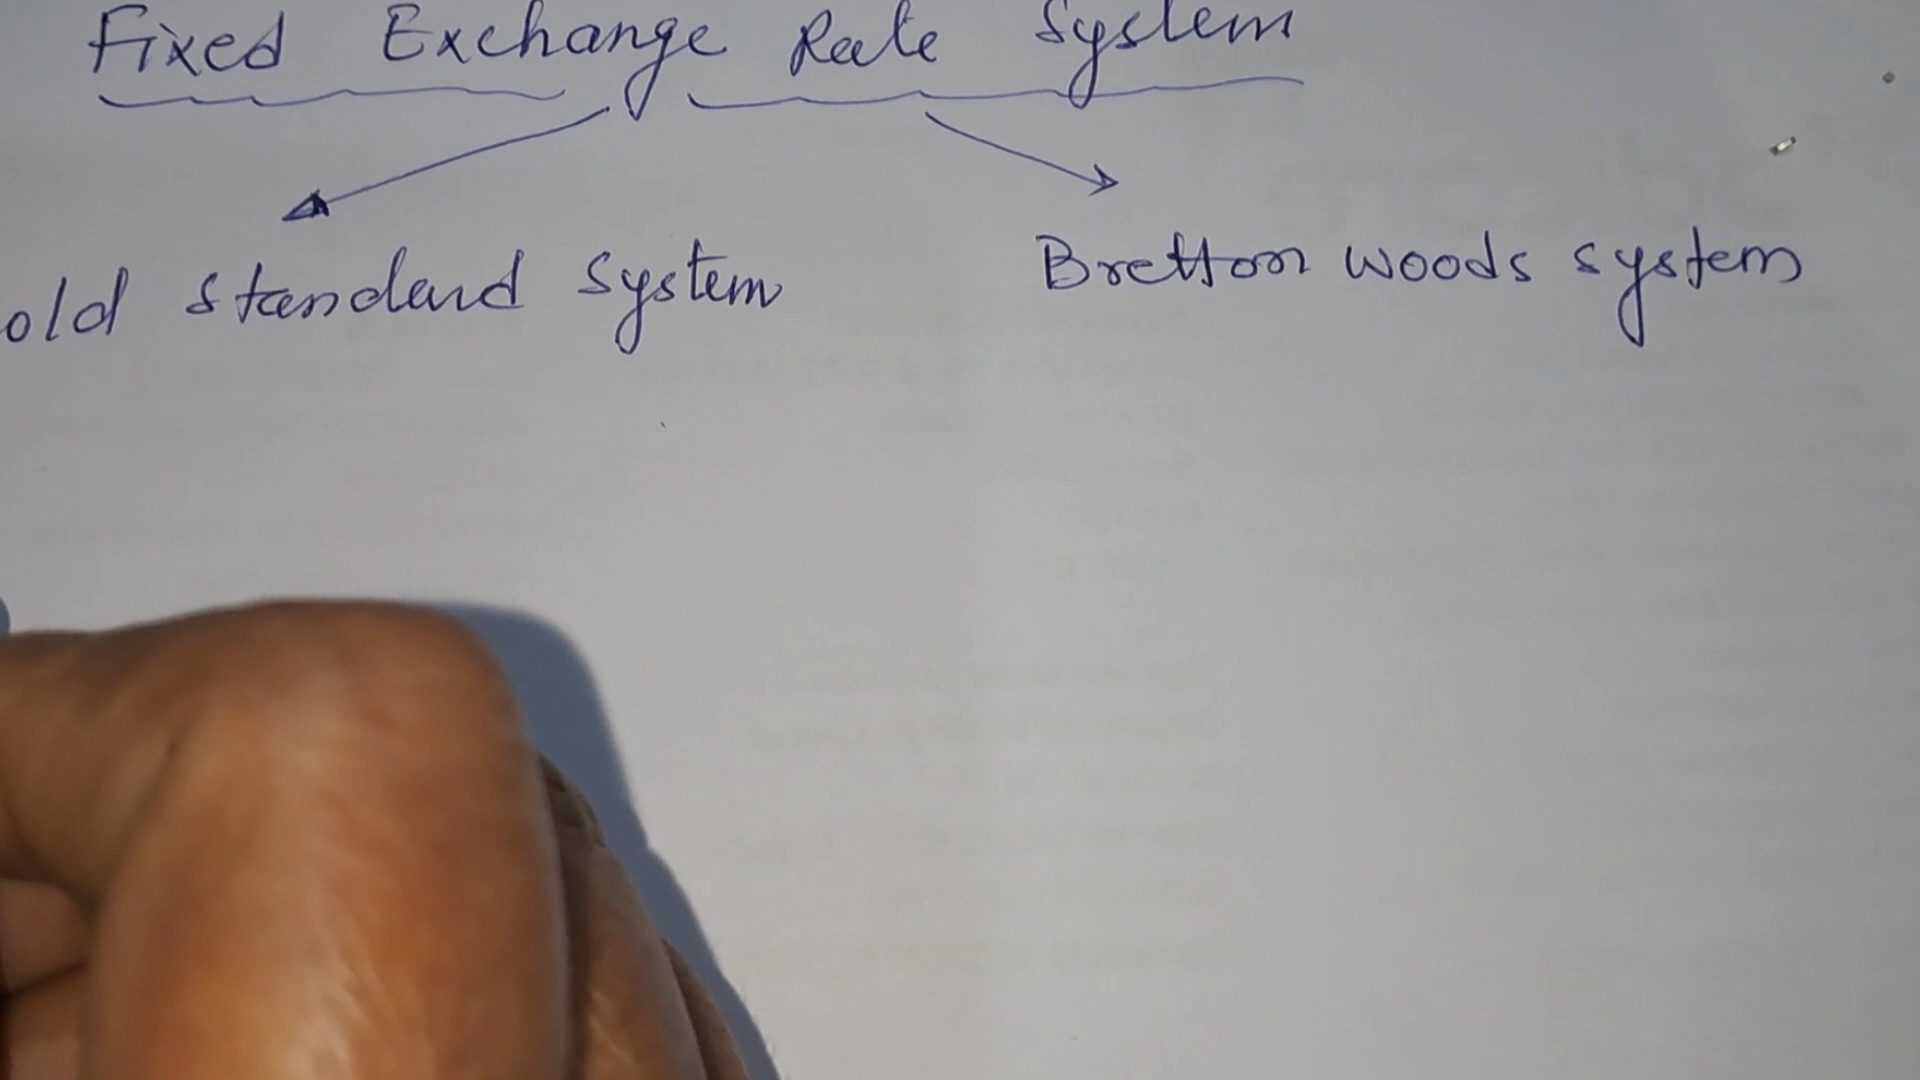 Fixed Exchange Rate System
old standard system
Bretton woods system